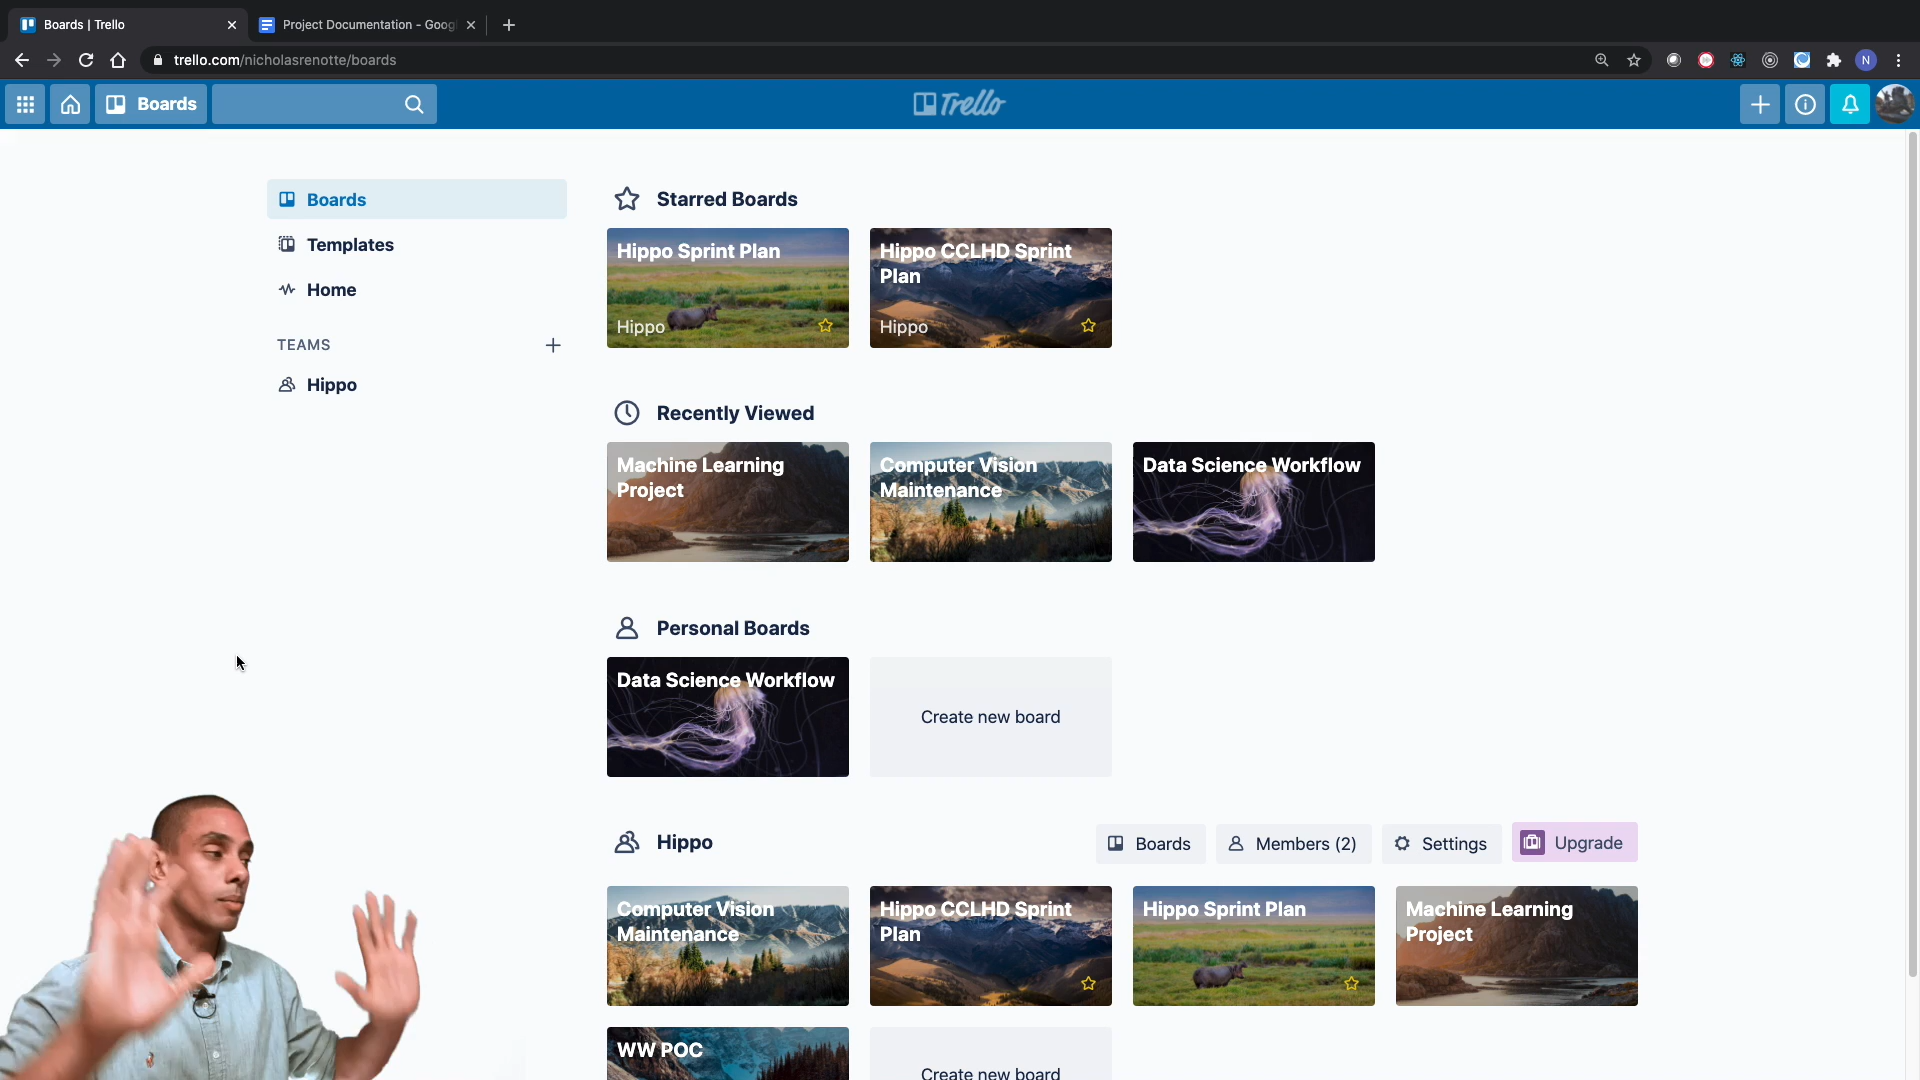 Boards | Trello
Project Documentation - Goog
trello.com/nicholasrenotte/boards
N
Boards
Trello
Boards
Templates
Home
TEAMS
Hippo
Starred Boards
Hippo Sprint Plan
Hippo
Hippo CCLHD Sprint
Plan
Hippo
Recently Viewed
Machine Learning
Project
Computer Vision
Maintenance
Data Science Workflow
Personal Boards
Data Science Workflow
Create new board
Hippo
Boards
Members (2)
Settings
Upgrade
Computer Vision
Maintenance
Hippo CCLHD Sprint
Plan
Hippo Sprint Plan
Machine Learning
Project
WW POC
Create new board